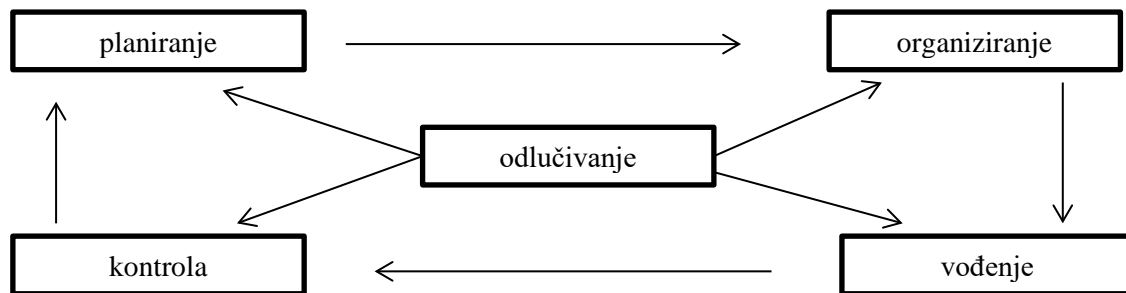 planiranje
organiziranje
odlučivanje
kontrola
vođenje